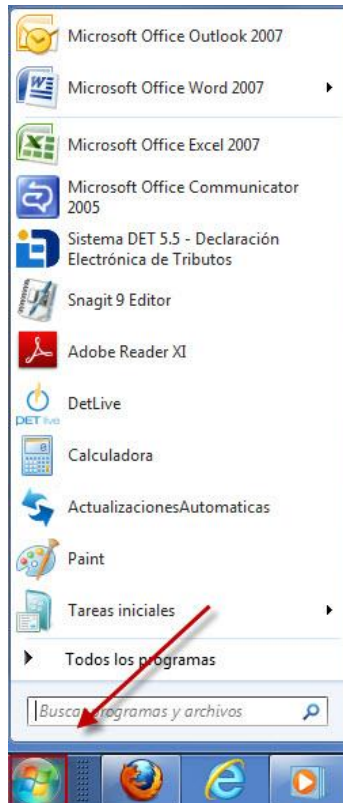 Microsoft Office Outlook 2007
Microsoft Office Word 2007
Microsoft Office Excel 2007
Microsoft Office Communicator
2005
Sistema DET 5.5 - Declaración
Electrónica de Tributos
Snagit 9 Editor
Adobe Reader XI
DetLive
DET live
Calculadora
ActualizacionesAutomaticas
Paint
Tareas iniciales
Todos los programas
Buscar programas y archivos